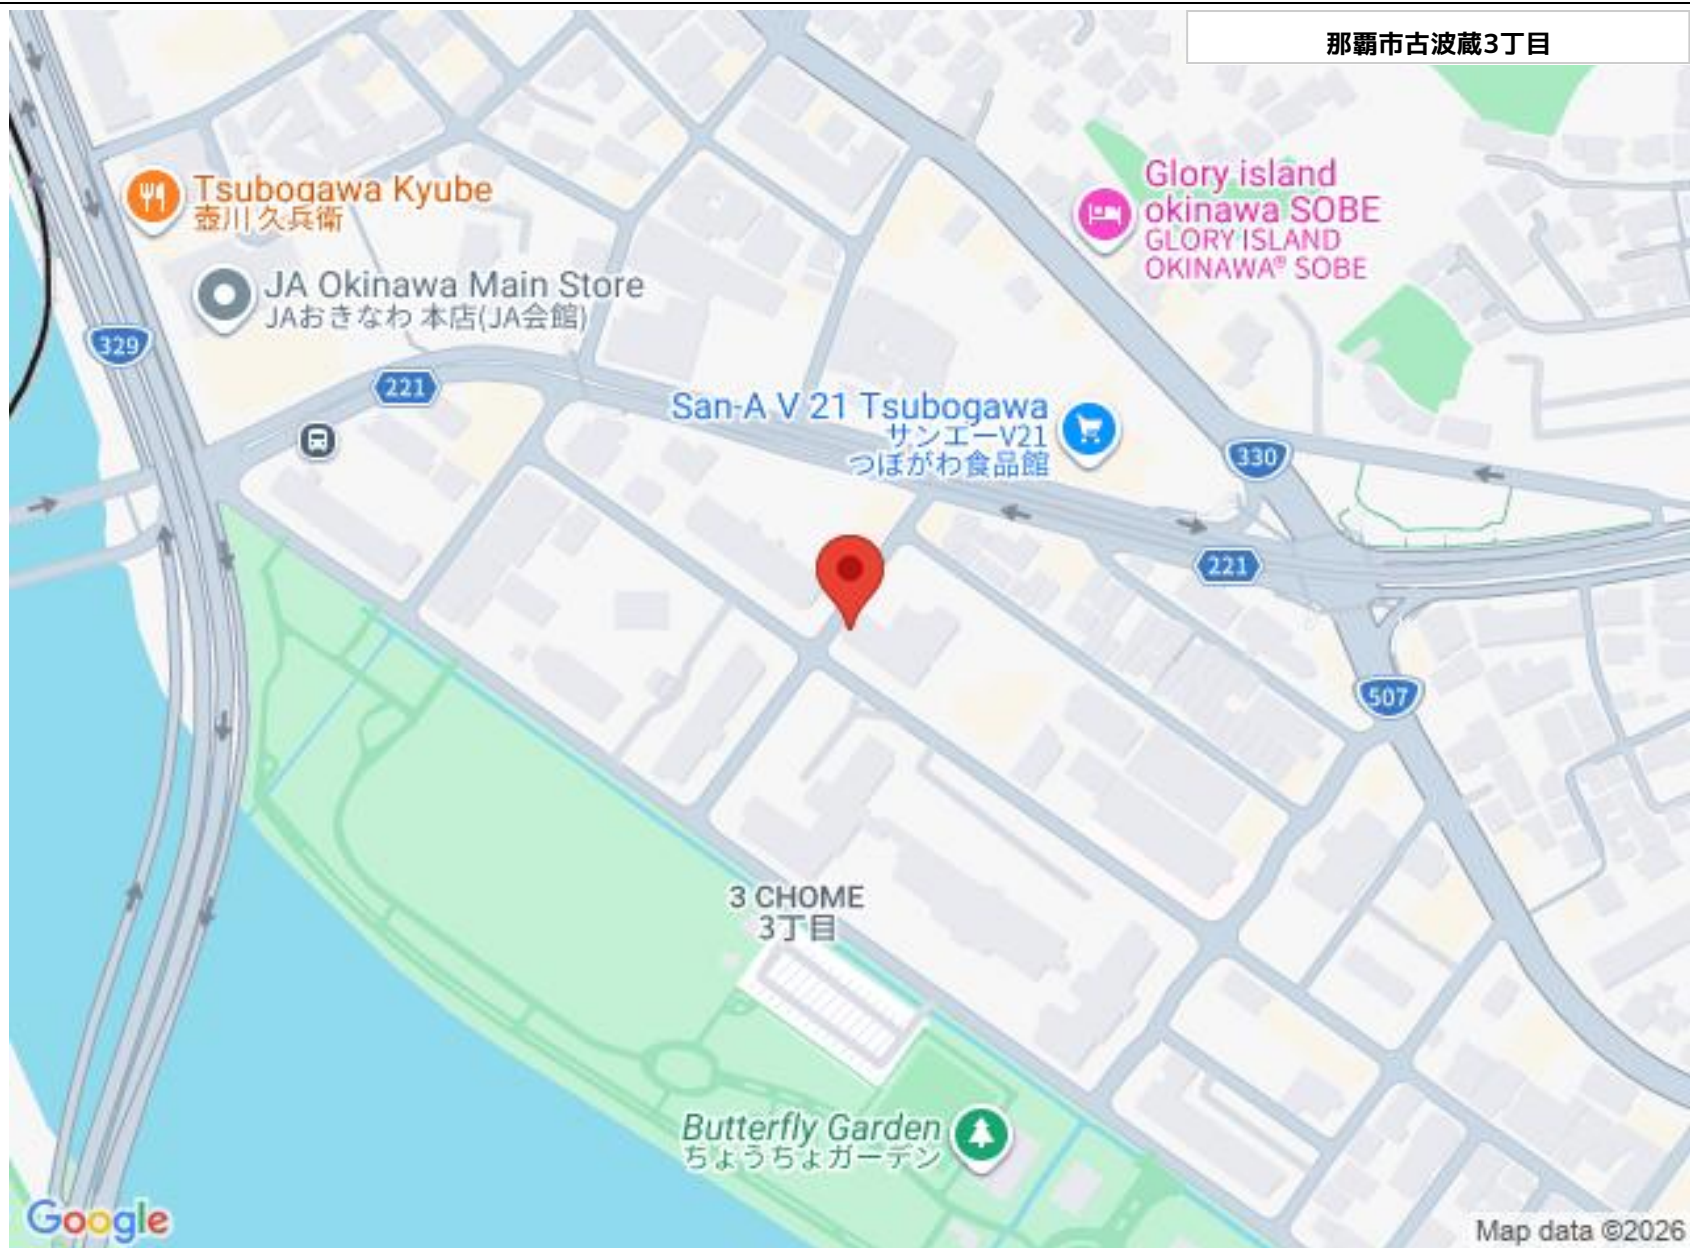 那覇市古波蔵3丁目
Glory island
okinawa SOBE
GLORY ISLAND
OKINAWA® SOBE
Tsubogawa Kyube
壺川 久兵衛
JA Okinawa Main Store
JAおきなわ 本店(JA会館)
329
221
San-A V 21 Tsubogawa
サンエーV21
つぼがわ食品館
330
221
507
3 CHOME
3丁目
Butterfly Garden
ちょうちょガーデン
Google
Map data ©2026